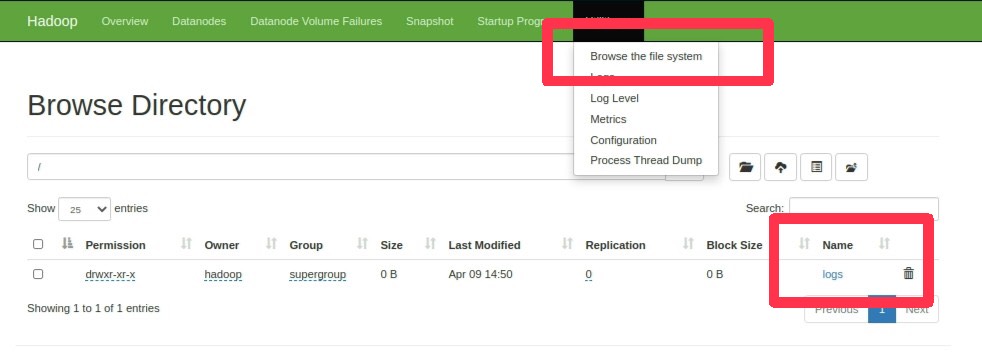 Hadoop Overview Datanodes Datanode Volume Failures Snapshot Startup Prog
Browse the file system
Logs
Log Level
Metrics
Configuration
Process Thread Dump
Browse Directory
/
Show 25 entries
Search:
Permission Owner Group Size Last Modified Replication Block Size Name
drwxr-xr-x hadoop supergroup 0 B Apr 09 14:50 0 0 B logs
Showing 1 to 1 of 1 entries
Previous 1 Next